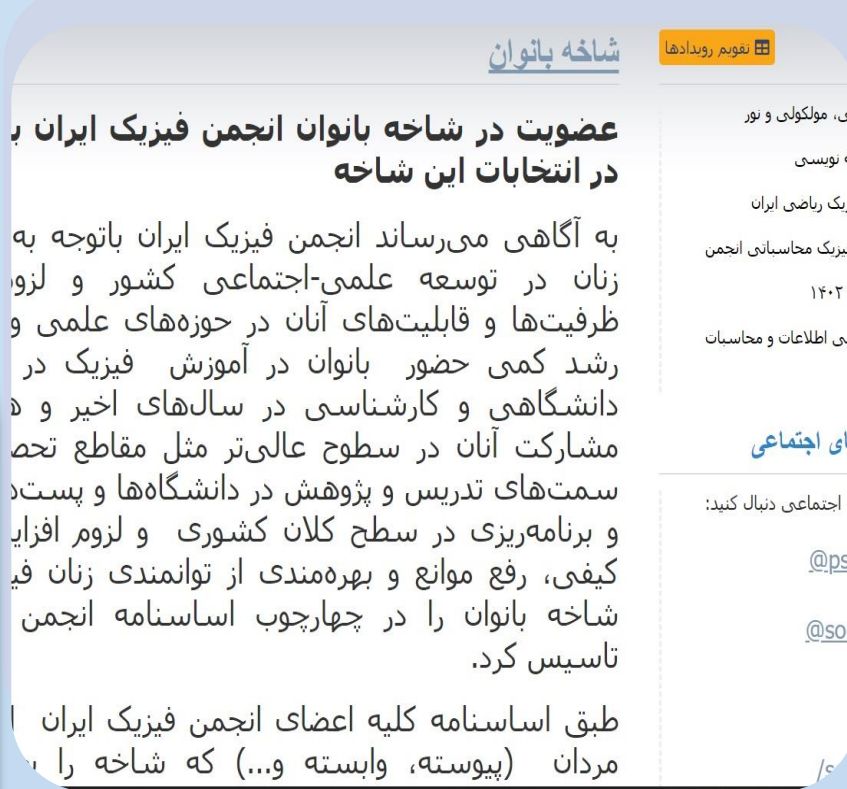 تقویم رویدادها
مولکولی و نور
نویسی
ریاضی ایران
محاسباتی انجمن
۱۴۰۲
اطلاعات و محاسبات
اجتماعی
اجتماعی دنبال کنید:
شاخه بانوان
عضویت در شاخه بانوان انجمن فیزیک ایران
در انتخابات این شاخه
به آگاهی می‌رساند انجمن فیزیک ایران باتوجه به
زنان در توسعه علمی-اجتماعی کشور و
ظرفیت‌ها و قابلیت‌های آنان در حوزه‌های علمی و
رشد کمی حضور بانوان در آموزش فیزیک در
دانشگاهی و کارشناسی در سال‌های اخیر و
مشارکت آنان در سطوح عالی‌تر مثل مقاطع
سمت‌های تدریس و پژوهش در دانشگاه‌ها و
و برنامه‌ریزی در سطح کلان کشوری و لزوم
کیفی، رفع موانع و بهره‌مندی از توانمندی زنان
شاخه بانوان را در چهارچوب اساسنامه انجمن
تاسیس کرد.
طبق اساسنامه کلیه اعضای انجمن فیزیک ایران
مردان (پیوسته، وابسته و...) که شاخه را